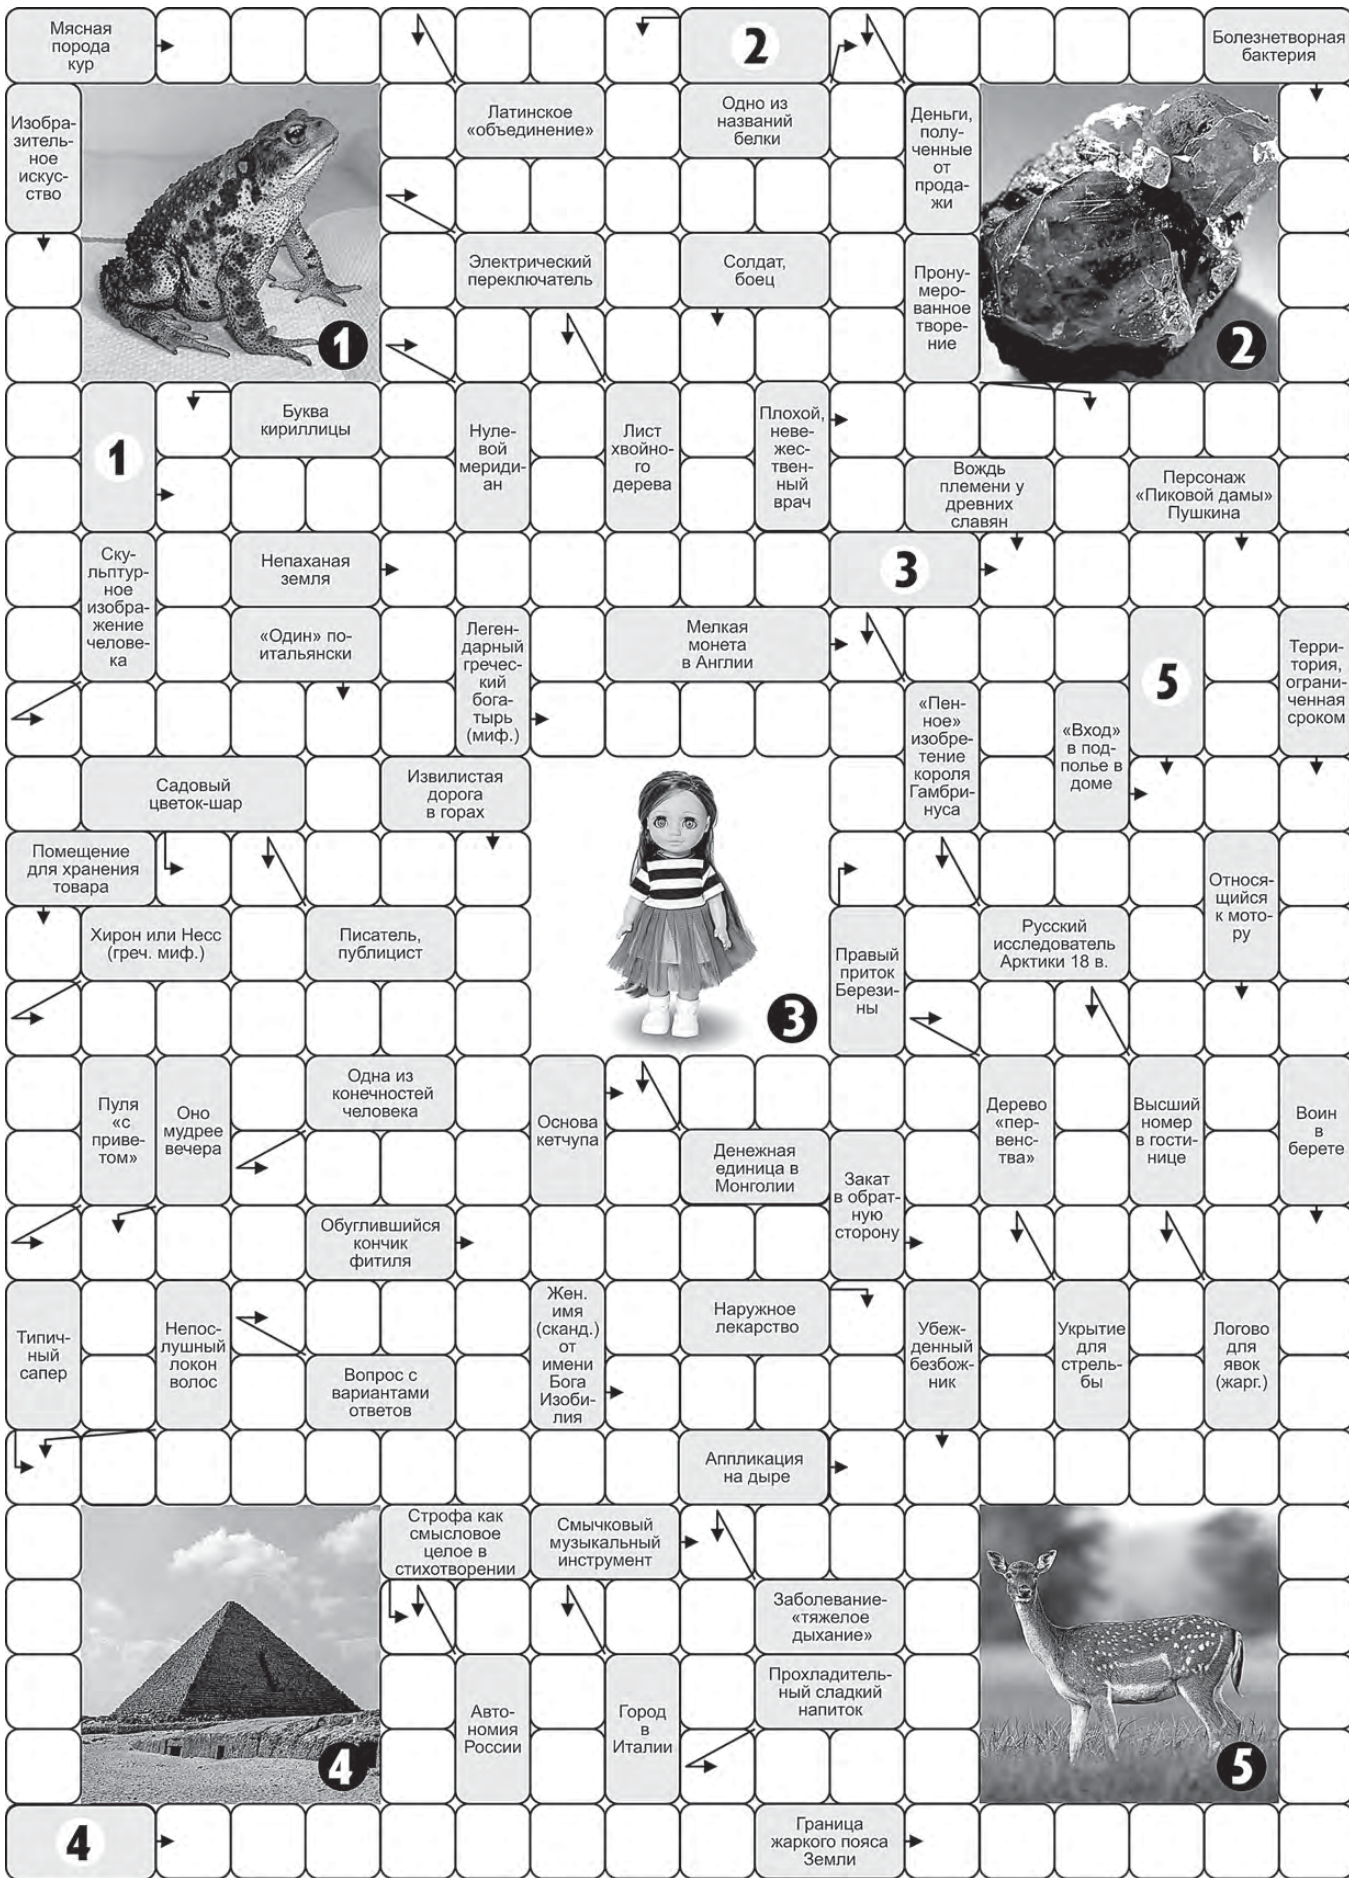 Мясная
порода
кур
2
Болезнетворная
бактерия
Изобра-
зитель-
ное
искус-
ство
Латинское
«объединение»
Одно из
названий
белки
Деньги,
полу-
ченные
от
прода-
жи
Электрический
переключатель
Солдат,
боец
Прону-
меро-
ванное
творе-
ние
1
2
1
Буква
кириллицы
Нуле-
вой
мериди-
ан
Лист
хвойно-
го
дерева
Плохой,
неве-
жес-
твен-
ный
врач
Вождь
племени у
древних
славян
Персонаж
«Пиковой дамы»
Пушкина
Ску-
льптур-
ное
изобра-
жение
челове-
ка
Непаханая
земля
3
«Один» по-
итальянски
Леген-
дарный
гречес-
кий
бога-
тырь
(миф.)
Мелкая
монета
в Англии
5
Терри-
тория,
ограни-
ченная
сроком
«Пен-
ное»
изобре-
тение
короля
Гамбри-
нуса
«Вход»
в под-
полье в
доме
Садовый
цветок-шар
Извилистая
дорога
в горах
Помещение
для хранения
товара
Относя-
щийся
к мото-
ру
Хирон или Несс
(греч. миф.)
Писатель,
публицист
3
Правый
приток
Берези-
ны
Русский
исследователь
Арктики 18 в.
Пуля
«с
приве-
том»
Оно
мудрее
вечера
Одна из
конечностей
человека
Основа
кетчупа
Дерево
«пер-
венс-
тва»
Высший
номер
в гости-
нице
Воин
в
берете
Денежная
единица в
Монголии
Закат
в обрат-
ную
сторону
Обуглившийся
кончик
фитиля
Типич-
ный
сапер
Непос-
лушный
локон
волос
Жен.
имя
(сканд.)
от
имени
Бога
Изоби-
лия
Наружное
лекарство
Убеж-
денный
безбож-
ник
Укрытие
для
стрель-
бы
Логово
для
явок
(жарг.)
Вопрос с
вариантами
ответов
Аппликация
на дыре
Строфа как
смысловое
целое в
стихотворении
Смычковый
музыкальный
инструмент
Заболевание-
«тяжелое
дыхание»
Авто-
номия
России
Город
в
Италии
Прохладитель-
ный сладкий
напиток
4
5
4
Граница
жаркого пояса
Земли